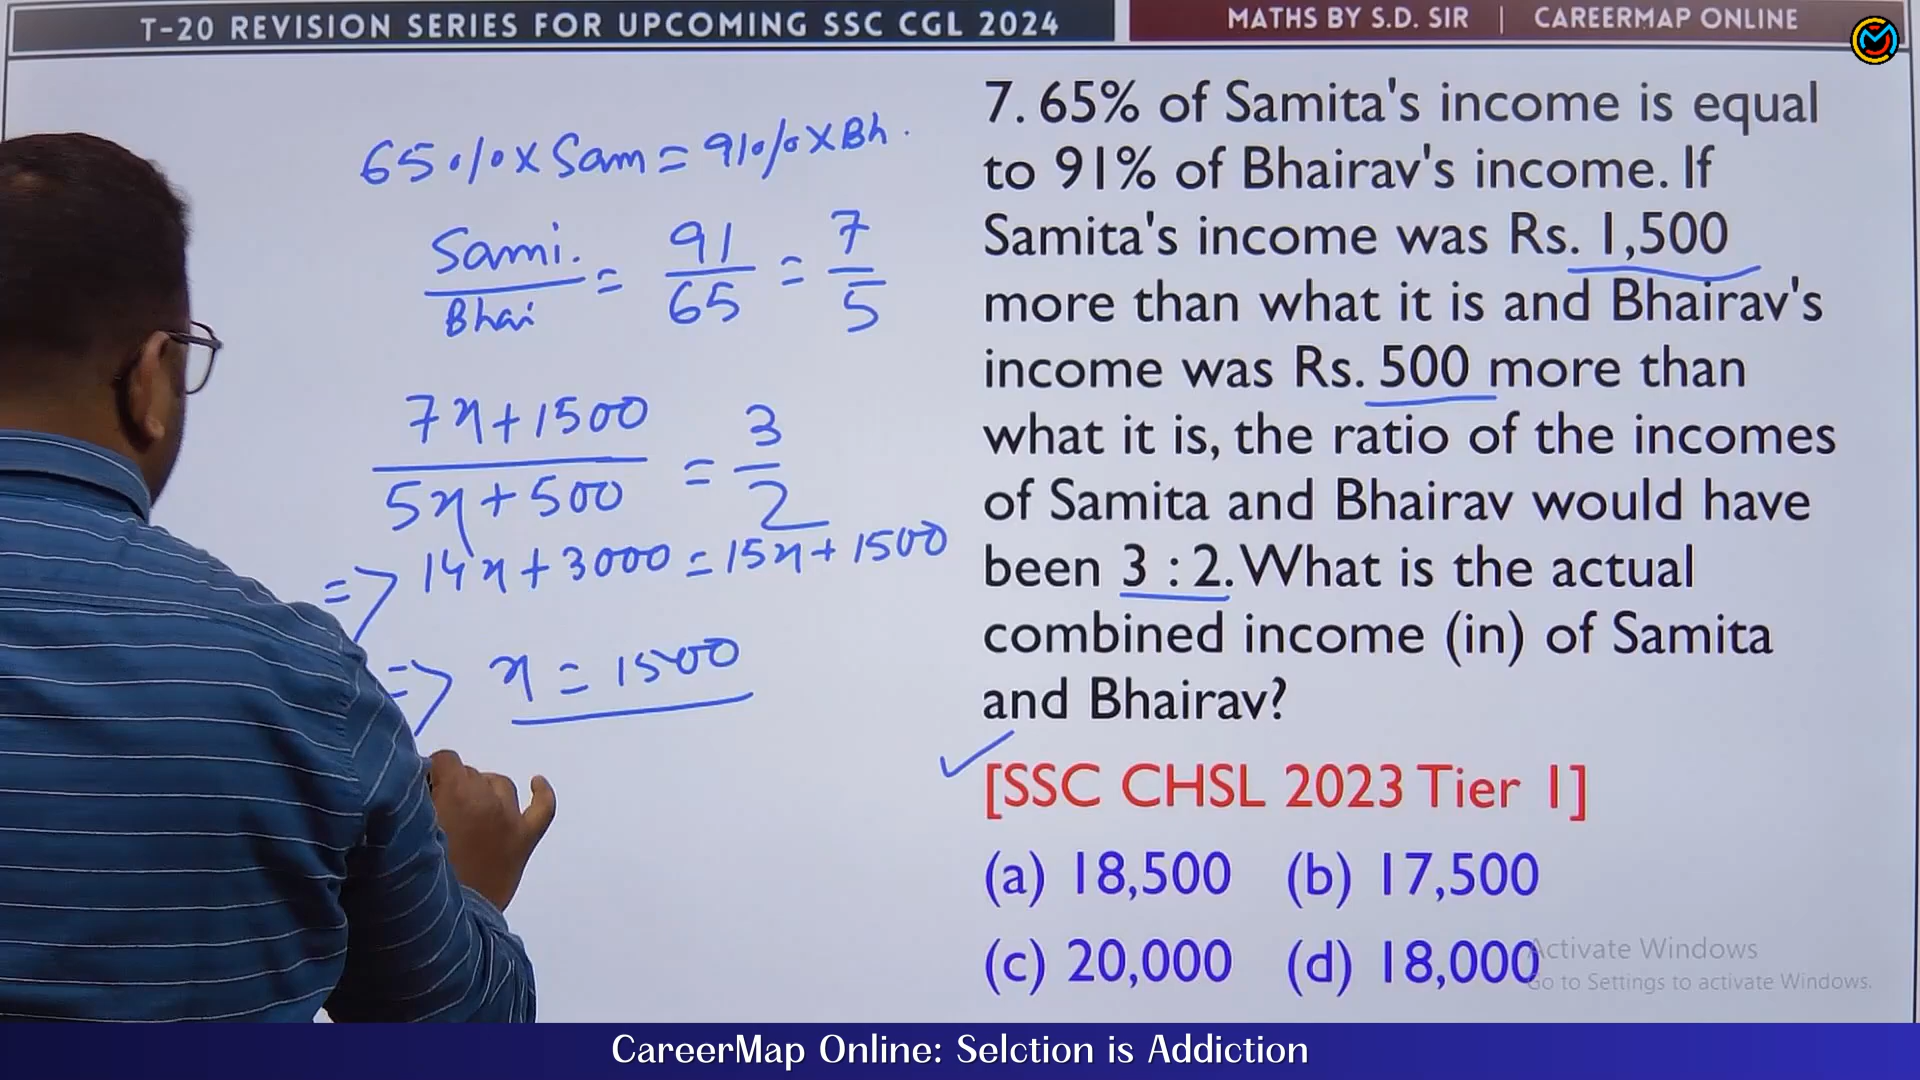 T-20 REVISION SERIES FOR UPCOMING SSC CGL 2024
MATHS BY S.D. SIR | CAREERMAP ONLINE
65%×Sam = 91%×Bh.
Sami. / Bhai = 91/65 = 7/5
7x+1500 / 5x+500 = 3/2
=> 14x+3000 = 15x+1500
=> x = 1500
7. 65% of Samita's income is equal
to 91% of Bhairav's income. If
Samita's income was Rs. 1,500
more than what it is and Bhairav's
income was Rs. 500 more than
what it is, the ratio of the incomes
of Samita and Bhairav would have
been 3 : 2. What is the actual
combined income (in) of Samita
and Bhairav?
[SSC CHSL 2023 Tier 1]
(a) 18,500 (b) 17,500
(c) 20,000 (d) 18,000
Activate Windows
Go to Settings to activate Windows.
CareerMap Online: Selction is Addiction